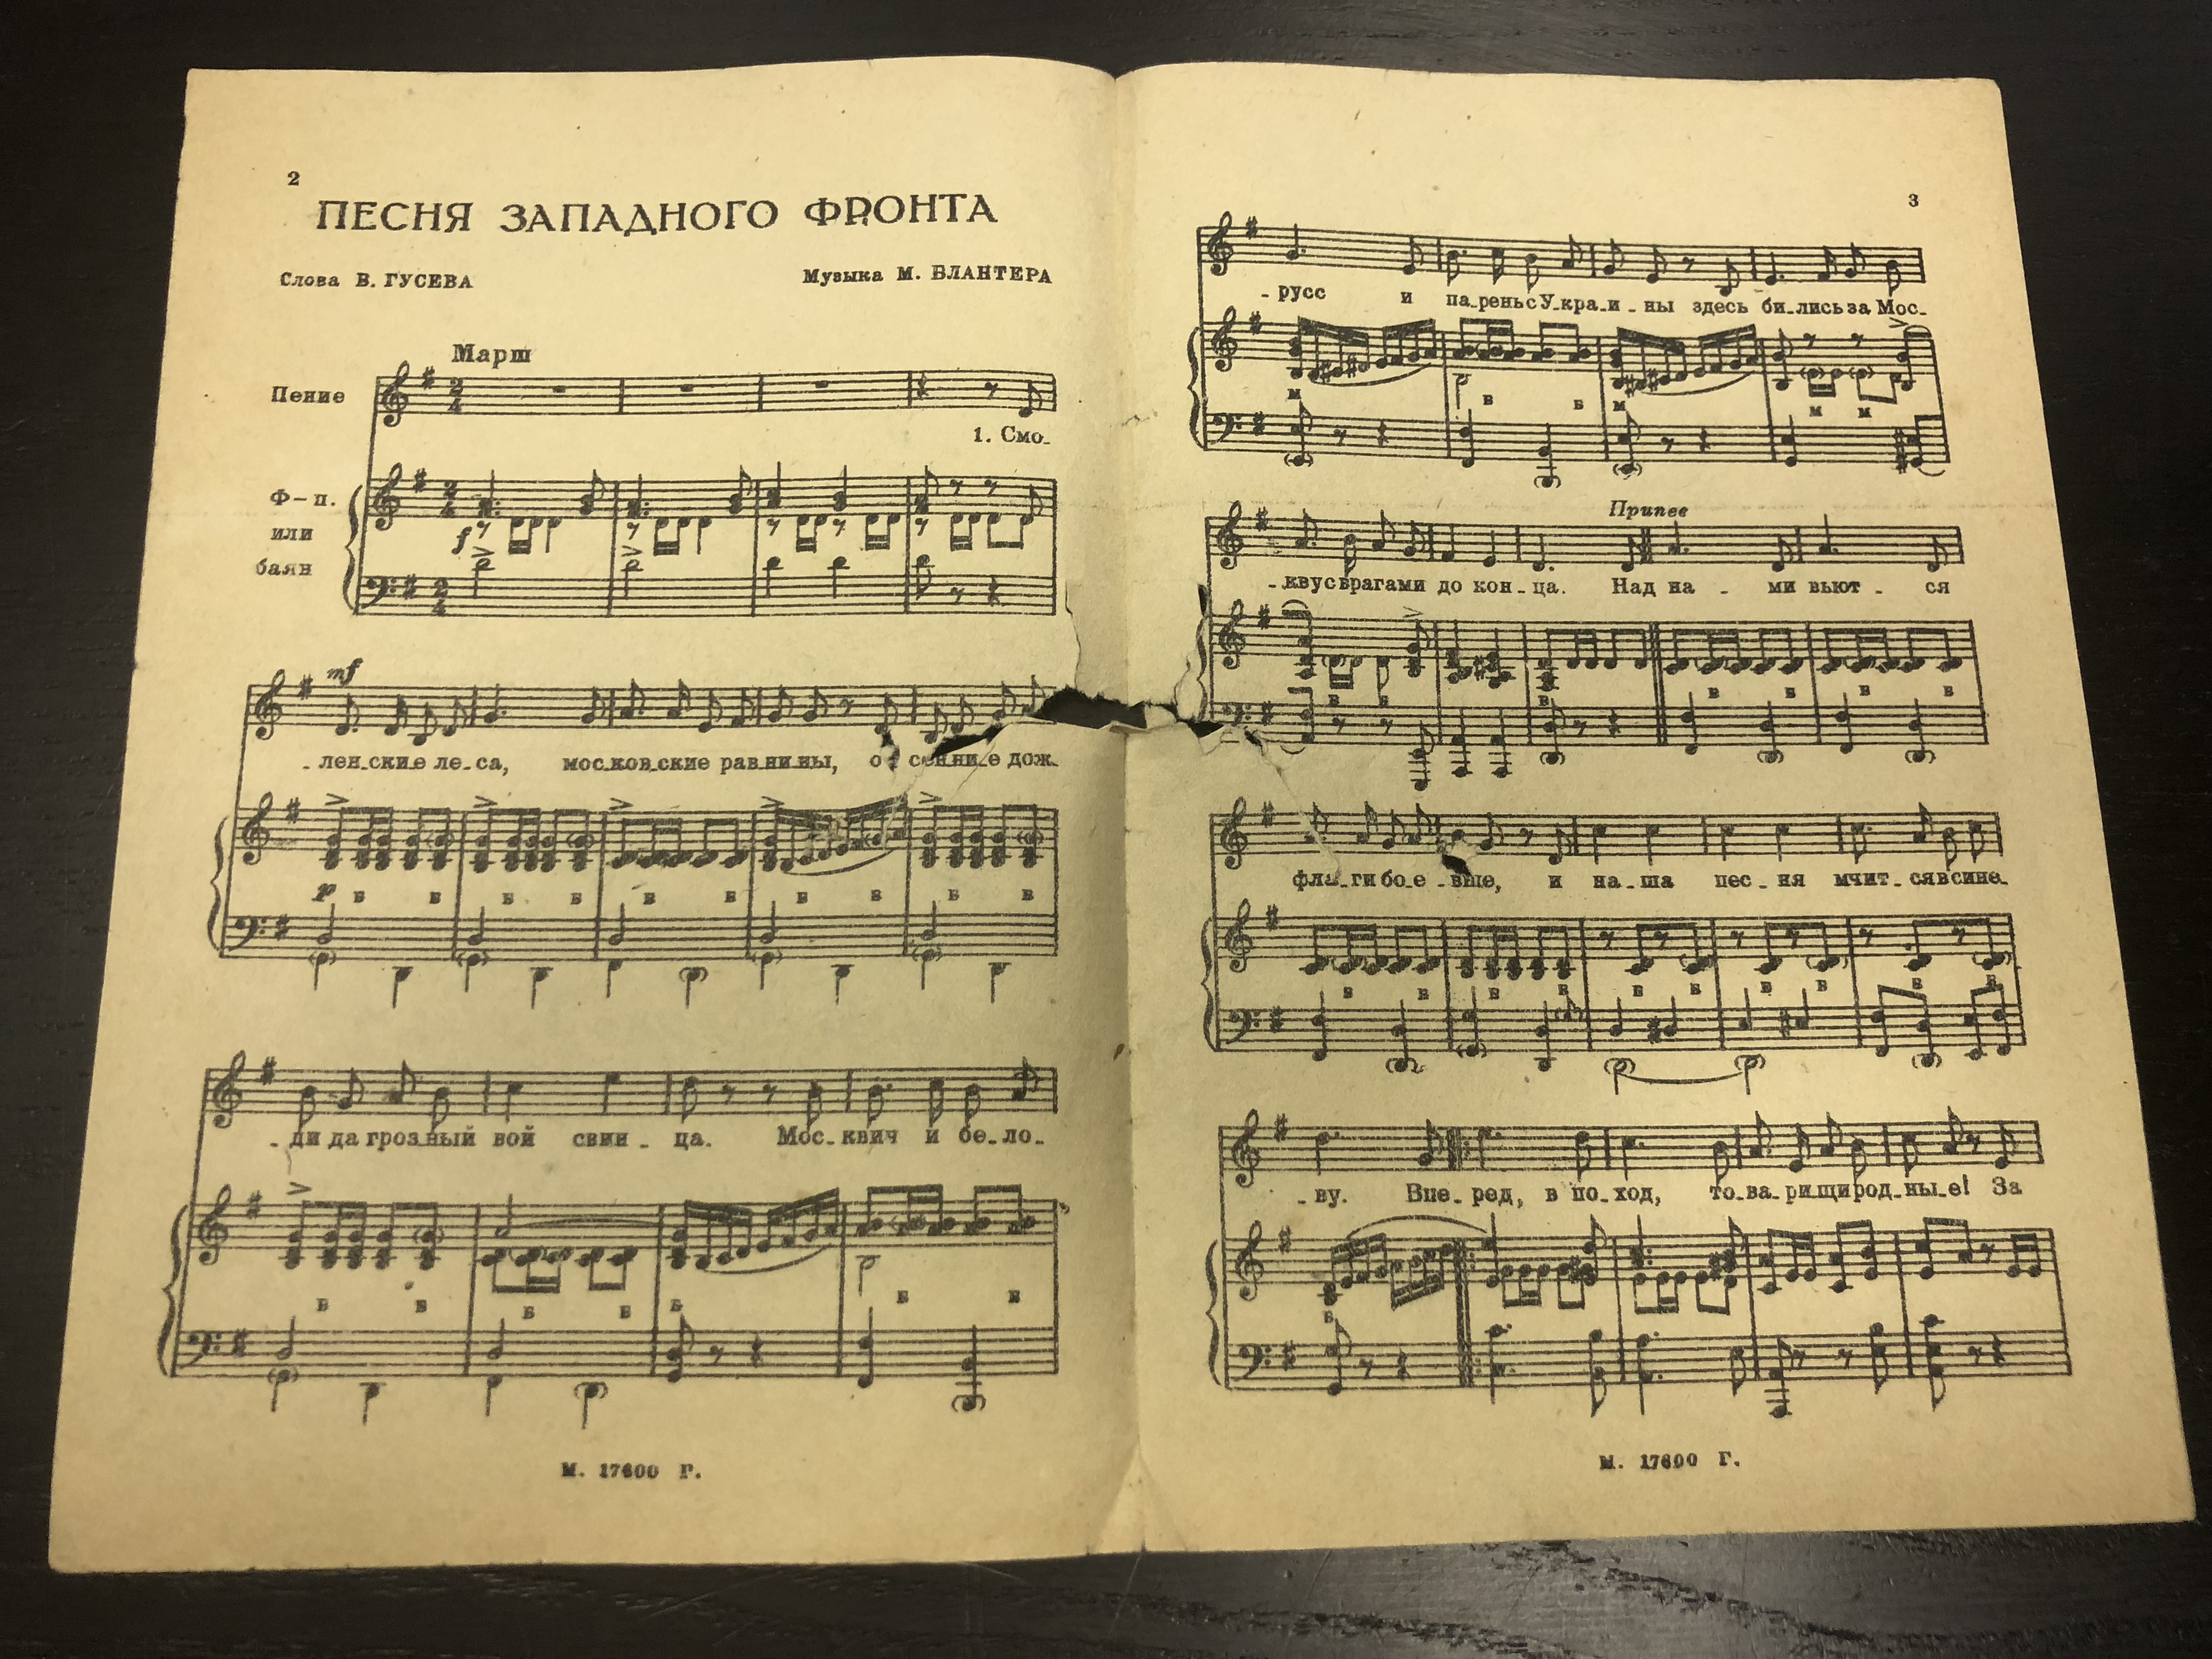 2
ПЕСНЯ ЗАПАДНОГО ФРОНТА
Слова В. ГУСЕВА Музыка М. БЛАНТЕРА
Марш
Пение
1. Смо-
Ф-п.
или
баян
f
mf
- лен-ские ле-са, мос-ков-ские рав-ни-ны, о сен-ни-е дож-
p в в в в в в в в в в
- ди да гроз-ный вой свин - ца. Мос-квич и бе-ло-
в в в в в в в
М. 17600 Г.
3
- русс и па-рень с У-кра-и - ны здесь би-лись за Мос-
м в в м м м
Припев
- кву с врагами до кон-ца. Над на - ми вьют - ся
в в в в в в в
фла-ги бо-е - вые, и на-ша пес-ня мчит-ся в сине-
в в в в в в в в в в
- ву. Впе-ред, в по-ход, то-ва-ри-щи род-ны-е! За
в
М. 17600 Г.